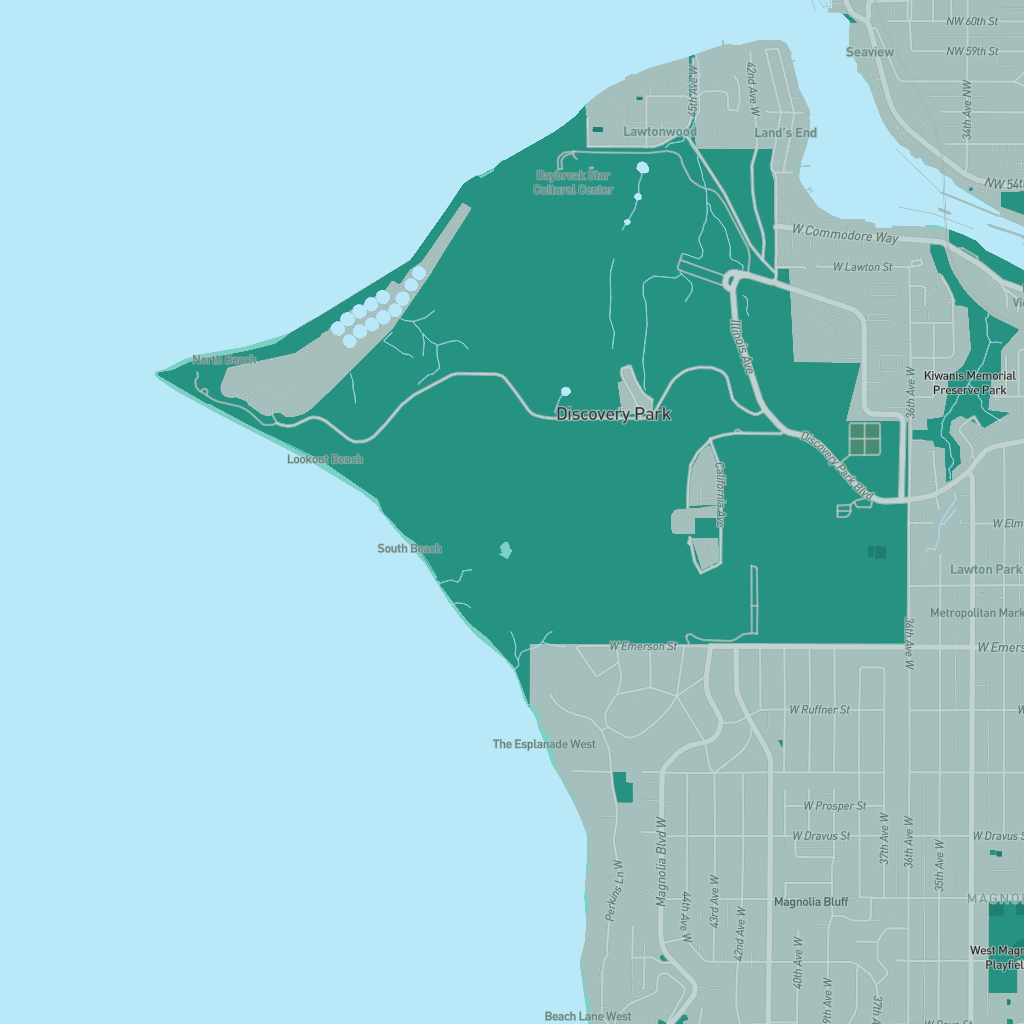 NW 60th St
Seaview
NW 59th St
45th Ave W
42nd Ave W
34th Ave NW
Lawtonwood
Land's End
Daybreak Star
Cultural Center
NW 54th
W Commodore Way
W Lawton St
Illinois Ave
North Beach
Kiwanis Memorial
Preserve Park
36th Ave W
Discovery Park
Discovery Park Blvd
Lookout Bench
California Ave
W Elm
South Beach
Lawton Park
Metropolitan Mark
36th Ave W
W Emerson St
W Emers
W Ruffner St
The Esplanade West
W Prosper St
W Dravus St
W Dravus S
37th Ave W
36th Ave W
35th Ave W
Magnolia Blvd W
Perkins Ln W
44th Ave W
43rd Ave W
42nd Ave W
Magnolia Bluff
MAGNOL
40th Ave W
9th Ave W
37th A
West Magn
Playfiel
Beach Lane West